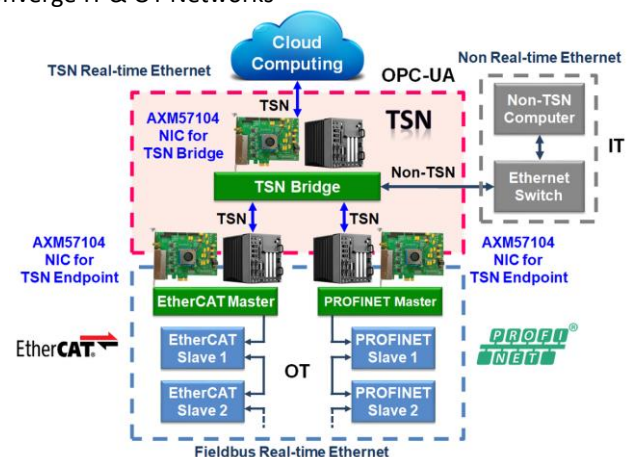 nverge IT & OT Networks
Cloud
Computing
TSN Real-time Ethernet
OPC-UA
Non Real-time Ethernet
TSN
AXM57104
NIC for
TSN Bridge
TSN
Non-TSN
Computer
IT
TSN Bridge
Non-TSN
Ethernet
Switch
TSN
TSN
AXM57104
NIC for
TSN Endpoint
AXM57104
NIC for
TSN Endpoint
EtherCAT Master
PROFINET Master
EtherCAT®
EtherCAT
Slave 1
PROFINET
Slave 1
PROFI
NET®
OT
EtherCAT
Slave 2
PROFINET
Slave 2
Fieldbus Real-time Ethernet